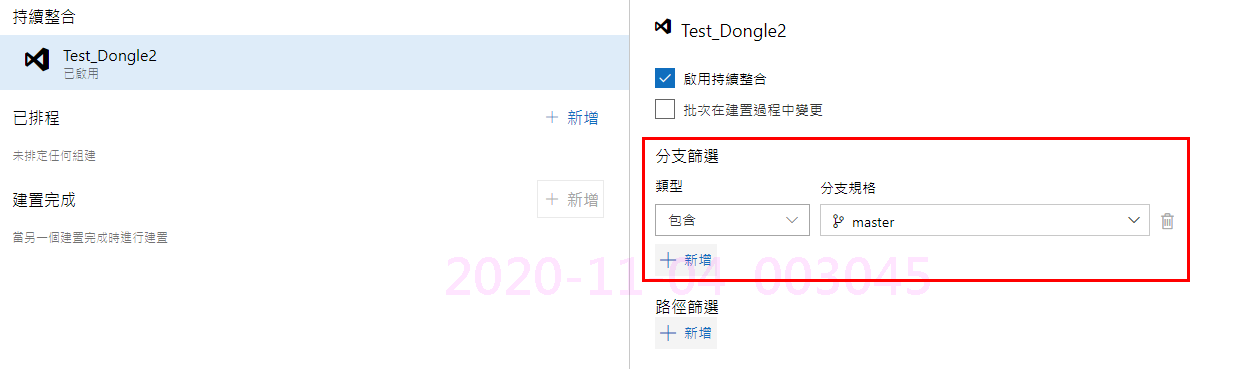 持續整合
Test_Dongle2
已啟用
已排程
新增
未排定任何組建
建置完成
新增
當另一個建置完成時進行建置
Test_Dongle2
啟用持續整合
批次在建置過程中變更
分支篩選
類型
分支規格
包含
master
新增
2020-11-04 003045
路徑篩選
新增